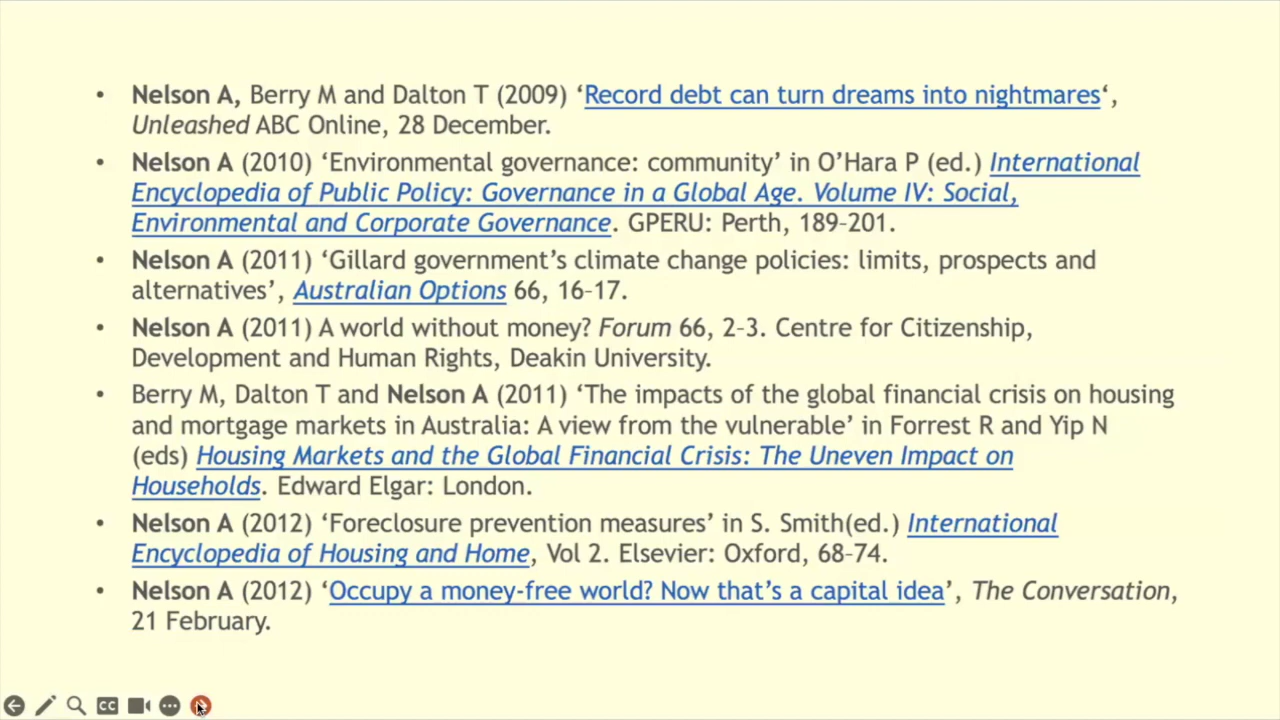 • Nelson A, Berry M and Dalton T (2009) ‘Record debt can turn dreams into nightmares‘,
Unleashed ABC Online, 28 December.
• Nelson A (2010) ‘Environmental governance: community’ in O’Hara P (ed.) International
Encyclopedia of Public Policy: Governance in a Global Age. Volume IV: Social,
Environmental and Corporate Governance. GPERU: Perth, 189–201.
• Nelson A (2011) ‘Gillard government’s climate change policies: limits, prospects and
alternatives’, Australian Options 66, 16–17.
• Nelson A (2011) A world without money? Forum 66, 2–3. Centre for Citizenship,
Development and Human Rights, Deakin University.
• Berry M, Dalton T and Nelson A (2011) ‘The impacts of the global financial crisis on housing
and mortgage markets in Australia: A view from the vulnerable’ in Forrest R and Yip N
(eds) Housing Markets and the Global Financial Crisis: The Uneven Impact on
Households. Edward Elgar: London.
• Nelson A (2012) ‘Foreclosure prevention measures’ in S. Smith(ed.) International
Encyclopedia of Housing and Home, Vol 2. Elsevier: Oxford, 68–74.
• Nelson A (2012) ‘Occupy a money-free world? Now that’s a capital idea’, The Conversation,
21 February.
CC